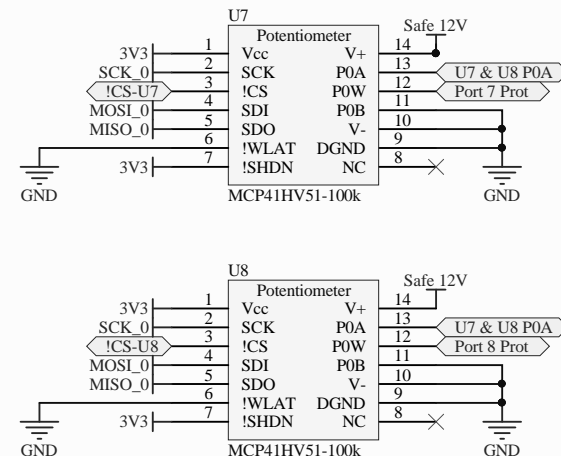 U7
Safe 12V
Potentiometer
3V3 1 Vcc V+ 14
SCK_0 2 SCK P0A 13 U7 & U8 P0A
!CS-U7 3 !CS P0W 12 Port 7 Prot
MOSI_0 4 SDI P0B 11
MISO_0 5 SDO V- 10
6 !WLAT DGND 9
3V3 7 !SHDN NC 8
GND MCP41HV51-100k GND
U8
Safe 12V
Potentiometer
3V3 1 Vcc V+ 14
SCK_0 2 SCK P0A 13 U7 & U8 P0A
!CS-U8 3 !CS P0W 12 Port 8 Prot
MOSI_0 4 SDI P0B 11
MISO_0 5 SDO V- 10
6 !WLAT DGND 9
3V3 7 !SHDN NC 8
GND MCP41HV51-100k GND